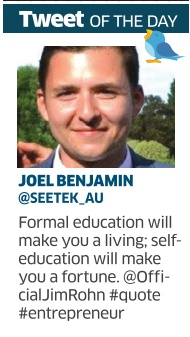 Tweet OF THE DAY
JOEL BENJAMIN
@SEETEK_AU
Formal education will
make you a living; self-
education will make
you a fortune. @Offi-
cialJimRohn #quote
#entrepreneur